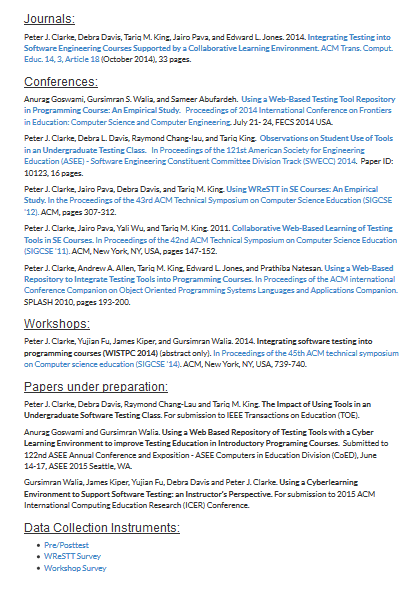 Journals:
Peter J. Clarke, Debra Davis, Tariq M. King, Jairo Pava, and Edward L. Jones. 2014. Integrating Testing into
Software Engineering Courses Supported by a Collaborative Learning Environment. ACM Trans. Comput.
Educ. 14, 3, Article 18 (October 2014), 33 pages.
Conferences:
Anurag Goswami, Gursimran S. Walia, and Sameer Abufardeh. Using a Web-Based Testing Tool Repository
in Programming Course: An Empirical Study. Proceedings of 2014 International Conference on Frontiers
in Education: Computer Science and Computer Engineering. July 21- 24, FECS 2014 USA.
Peter J. Clarke, Debra L. Davis, Raymond Chang-lau, and Tariq King. Observations on Student Use of Tools
in an Undergraduate Testing Class. In Proceedings of the 121st American Society for Engineering
Education (ASEE) - Software Engineering Constituent Committee Division Track (SWECC) 2014. Paper ID:
10123, 16 pages.
Peter J. Clarke, Jairo Pava, Debra Davis, and Tariq M. King. Using WReSTT in SE Courses: An Empirical
Study. In Proceedings of the 43rd ACM Technical Symposium on Computer Science Education (SIGCSE
'12). ACM, pages 307-312.
Peter J. Clarke, Jairo Pava, Yali Wu, and Tariq M. King. 2011. Collaborative Web-Based Learning of Testing
Tools in SE Courses. In Proceedings of the 42nd ACM Technical Symposium on Computer Science Education
(SIGCSE '11). ACM, New York, NY, USA, pages 147-152.
Peter J. Clarke, Andrew A. Allen, Tariq M. King, Edward L. Jones, and Prathiba Natesan. Using a Web-Based
Repository to Integrate Testing Tools into Programming Courses. In Proceedings of the ACM international
Conference Companion on Object Oriented Programming Systems Languages and Applications Companion.
SPLASH 2010, pages 193-200.
Workshops:
Peter J. Clarke, Yujian Fu, James Kiper, and Gursimran Walia. 2014. Integrating software testing into
programming courses (WISTPC 2014) (abstract only). In Proceedings of the 45th ACM technical symposium
on Computer science education (SIGCSE '14). ACM, New York, NY, USA, 739-740.
Papers under preparation:
Peter J. Clarke, Debra Davis, Raymond Chang-Lau and Tariq M. King. The Impact of Using Tools in an
Undergraduate Software Testing Class. For submission to IEEE Transactions on Education (TOE).
Anurag Goswami and Gursimran Walia. Using a Web Based Repository of Testing Tools with a Cyber
Learning Environment to improve Testing Education in Introductory Programing Courses. Submitted to
122nd ASEE Annual Conference and Exposition - ASEE Computers in Education Division (CoED), June
14-17, ASEE 2015 Seattle, WA.
Gursimran Walia, James Kiper, Yujian Fu, Debra Davis and Peter J. Clarke. Using a Cyberlearning
Environment to Support Software Testing: an Instructor's Perspective. For submission to 2015 ACM
International Computing Education Research (ICER) Conference.
Data Collection Instruments:
• Pre/Posttest
• WReSTT Survey
• Workshop Survey